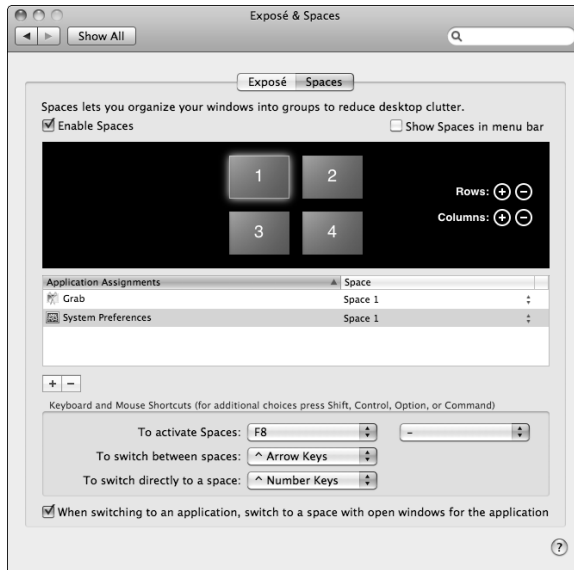 Exposé & Spaces
Show All
Exposé Spaces
Spaces lets you organize your windows into groups to reduce desktop clutter.
Enable Spaces Show Spaces in menu bar
1 2
Rows:
Columns:
3 4
Application Assignments Space
Grab Space 1
System Preferences Space 1
+ −
Keyboard and Mouse Shortcuts (for additional choices press Shift, Control, Option, or Command)
To activate Spaces: F8 –
To switch between spaces: ^ Arrow Keys
To switch directly to a space: ^ Number Keys
When switching to an application, switch to a space with open windows for the application
?